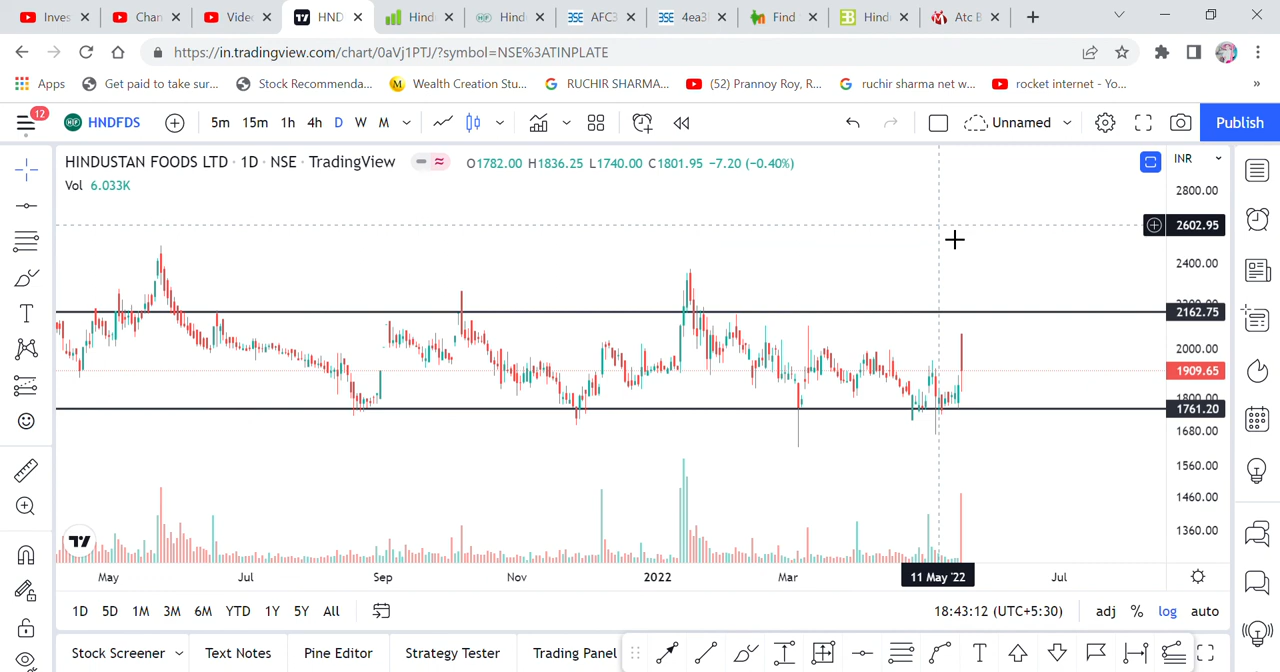 Inves
Chan
Vide
HND
Hind
Hind
3SE AFC3
3SE 4ea3
Find
Hind
Atc B
https://in.tradingview.com/chart/0aVj1PTJ/?symbol=NSE%3ATINPLATE
Apps
Get paid to take sur...
Stock Recommenda...
M Wealth Creation Stu...
RUCHIR SHARMA...
(52) Prannoy Roy, R...
ruchir sharma net w...
rocket internet - Yo...
»
12
HNDFDS
5m 15m 1h 4h D W M
Unnamed
Publish
HINDUSTAN FOODS LTD · 1D · NSE · TradingView
O1782.00 H1836.25 L1740.00 C1801.95 −7.20 (−0.40%)
INR
Vol 6.033K
2800.00
2602.95
2400.00
2162.75
2000.00
1909.65
1761.20
1680.00
1560.00
1460.00
1360.00
May Jul Sep Nov 2022 Mar 11 May '22 Jul
1D 5D 1M 3M 6M YTD 1Y 5Y All
18:43:12 (UTC+5:30) adj % log auto
Stock Screener
Text Notes
Pine Editor
Strategy Tester
Trading Panel